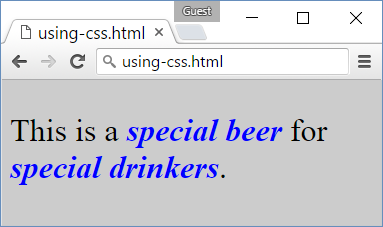 Guest
using-css.html
using-css.html
This is a special beer for
special drinkers.